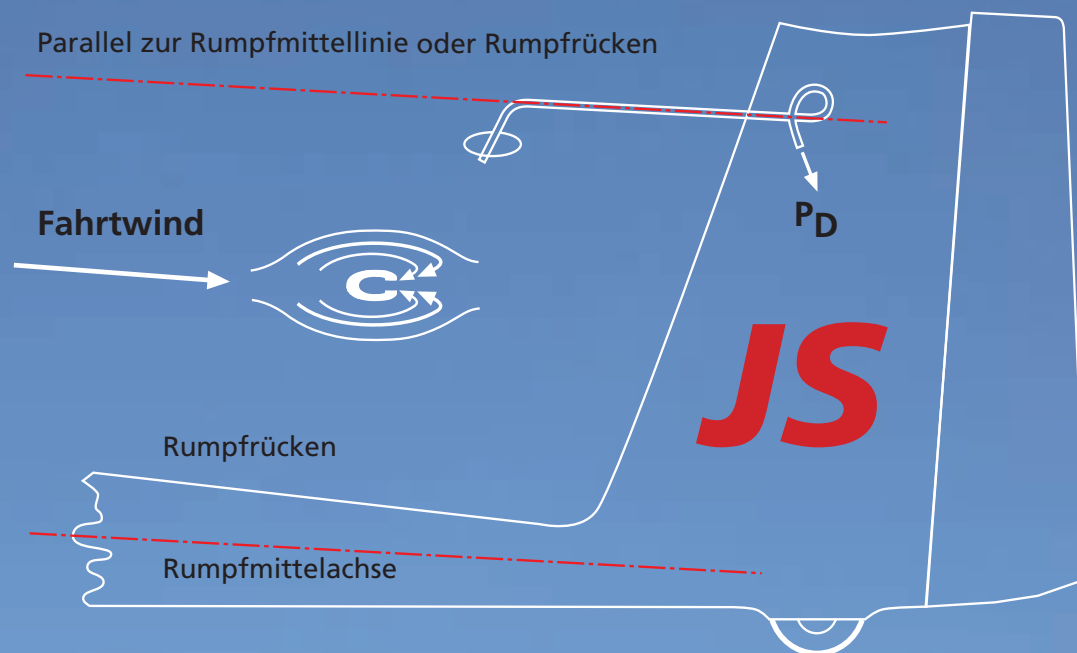 Parallel zur Rumpfmittellinie oder Rumpfrücken
Fahrtwind
PD
JS
Rumpfrücken
Rumpfmittelachse